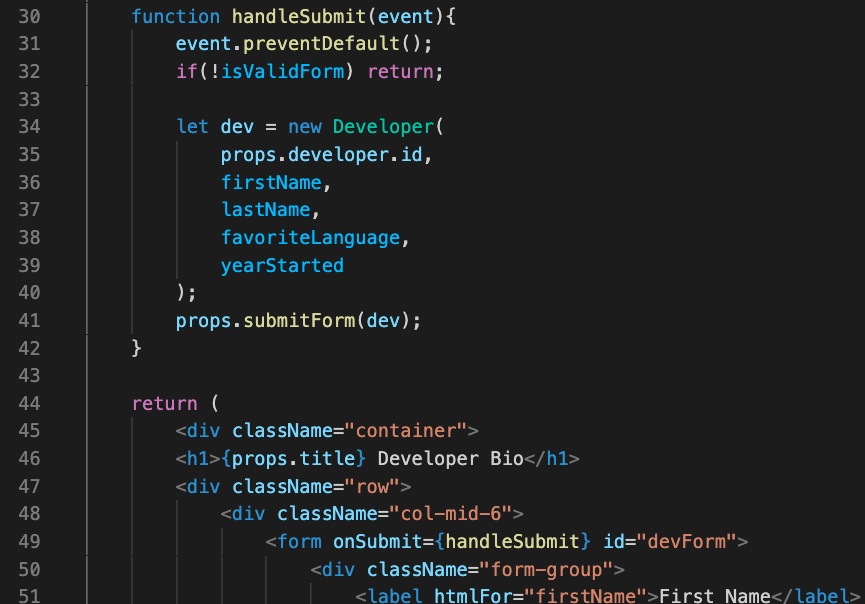 30 function handleSubmit(event){
31 event.preventDefault();
32 if(!isValidForm) return;
33
34 let dev = new Developer(
35 props.developer.id,
36 firstName,
37 lastName,
38 favoriteLanguage,
39 yearStarted
40 );
41 props.submitForm(dev);
42 }
43
44 return (
45 <div className="container">
46 <h1>{props.title} Developer Bio</h1>
47 <div className="row">
48 <div className="col-mid-6">
49 <form onSubmit={handleSubmit} id="devForm">
50 <div className="form-group">
51 <label htmlFor="firstName">First Name</label>